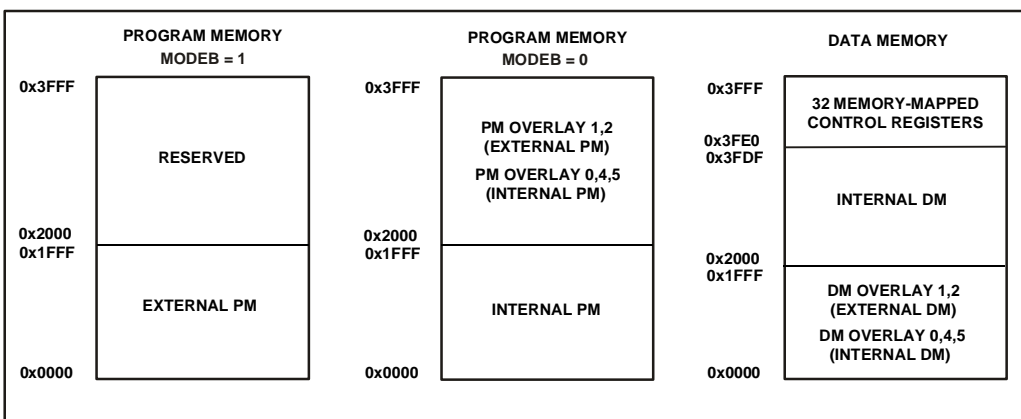 PROGRAM MEMORY
MODEB = 1
0x3FFF
RESERVED
0x2000
0x1FFF
EXTERNAL PM
0x0000
PROGRAM MEMORY
MODEB = 0
0x3FFF
PM OVERLAY 1,2
(EXTERNAL PM)
PM OVERLAY 0,4,5
(INTERNAL PM)
0x2000
0x1FFF
INTERNAL PM
0x0000
DATA MEMORY
0x3FFF
32 MEMORY-MAPPED
CONTROL REGISTERS
0x3FE0
0x3FDF
INTERNAL DM
0x2000
0x1FFF
DM OVERLAY 1,2
(EXTERNAL DM)
DM OVERLAY 0,4,5
(INTERNAL DM)
0x0000